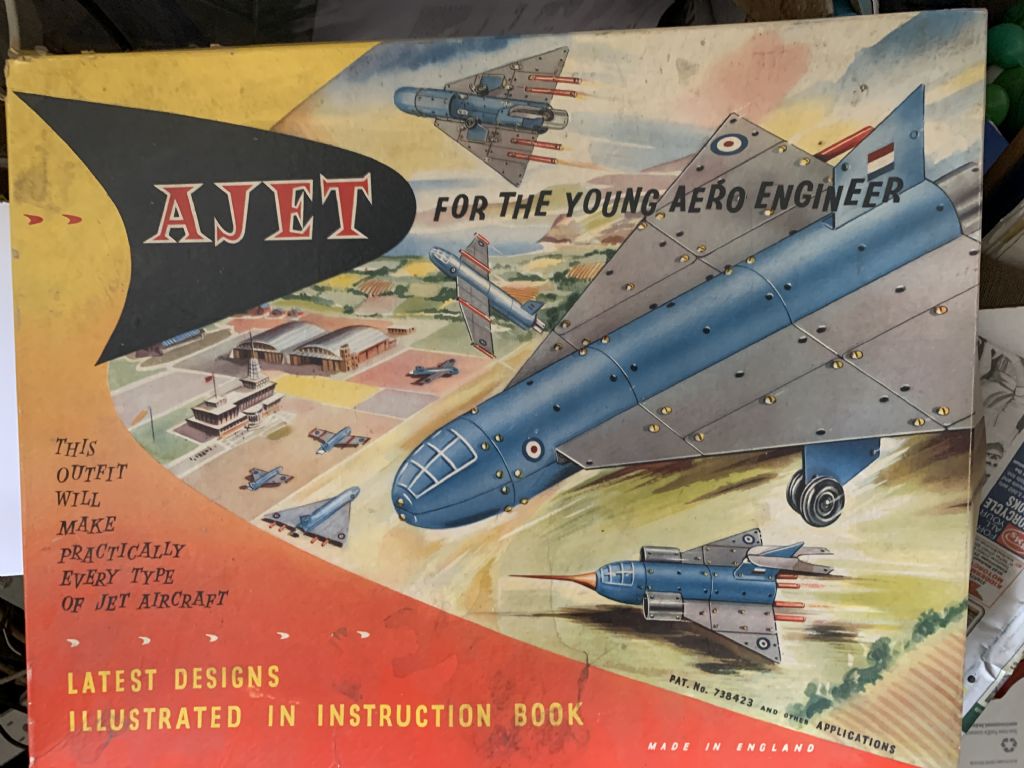 AJET
FOR THE YOUNG AERO ENGINEER
THIS
OUTFIT
WILL
MAKE
PRACTICALLY
EVERY TYPE
OF JET AIRCRAFT
LATEST DESIGNS
ILLUSTRATED IN INSTRUCTION BOOK
PAT. No. 738423 AND OTHER APPLICATIONS
MADE IN ENGLAND